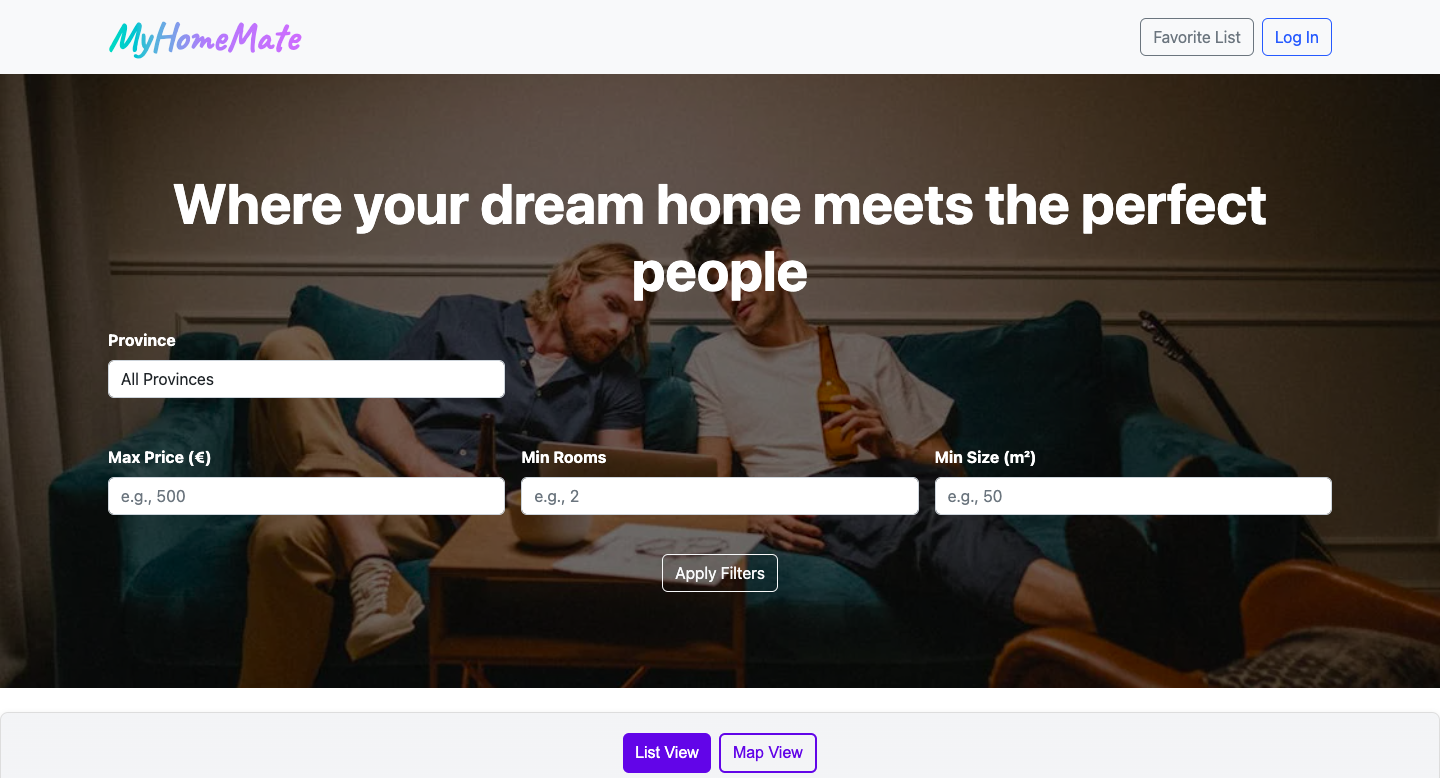 MyHomeMate
Favorite List
Log In
Where your dream home meets the perfect
people
Province
All Provinces
Max Price (€)
Min Rooms
Min Size (m²)
e.g., 500
e.g., 2
e.g., 50
Apply Filters
List View
Map View